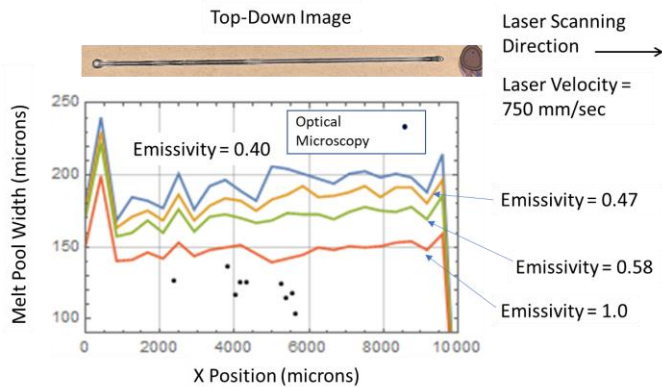 Top-Down Image
Laser Scanning
Direction
Laser Velocity =
750 mm/sec
Optical
Microscopy
Emissivity = 0.40
Emissivity = 0.47
Emissivity = 0.58
Emissivity = 1.0
Melt Pool Width (microns)
250
200
150
100
0
2000
4000
6000
8000
10000
X Position (microns)